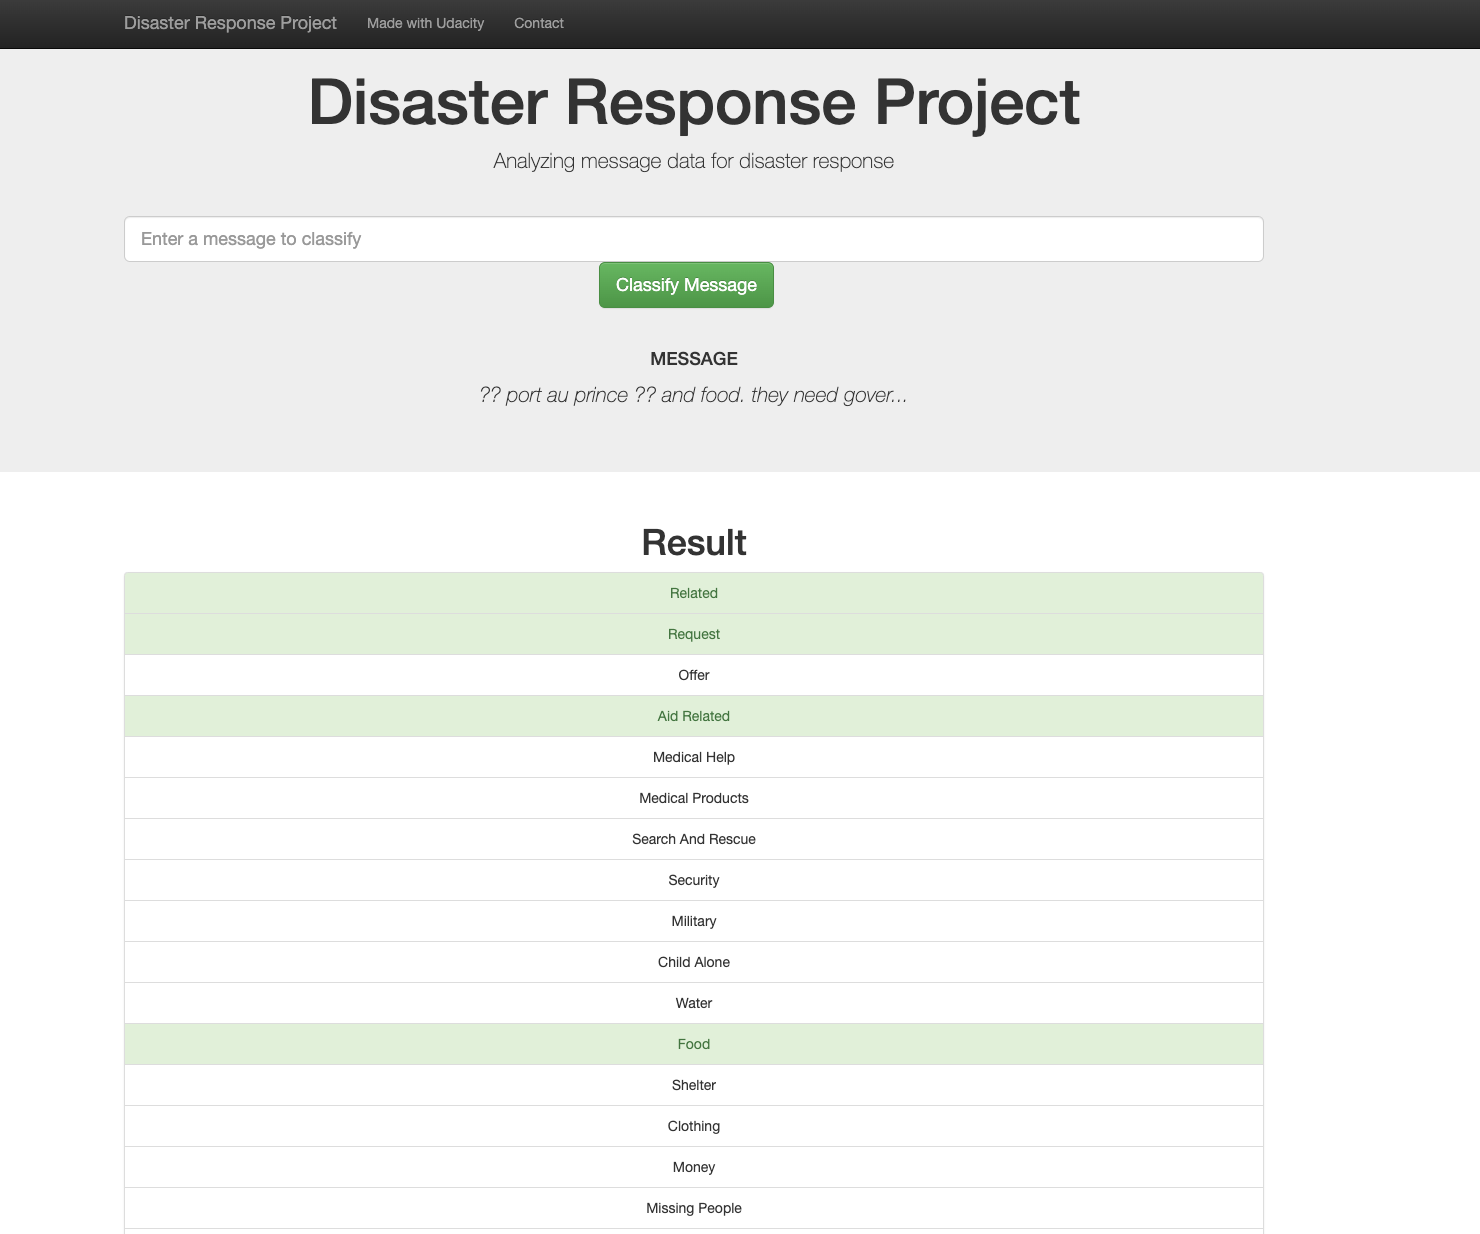 Disaster Response Project Made with Udacity Contact
Disaster Response Project
Analyzing message data for disaster response
Enter a message to classify
Classify Message
MESSAGE
?? port au prince ?? and food. they need gover...
Result
Related
Request
Offer
Aid Related
Medical Help
Medical Products
Search And Rescue
Security
Military
Child Alone
Water
Food
Shelter
Clothing
Money
Missing People